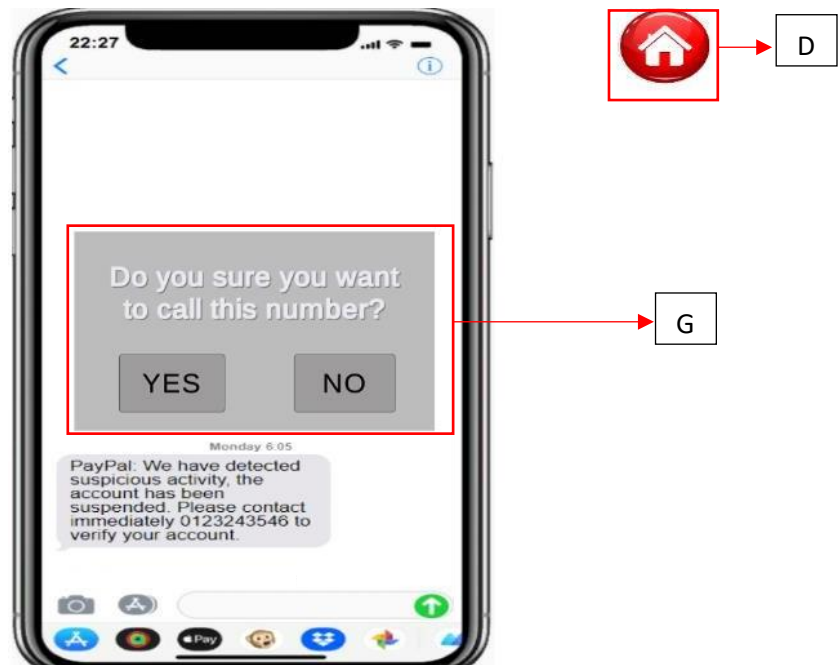 22:27
D
Do you sure you want
to call this number?
G
YES NO
Monday 6:05
PayPal: We have detected
suspicious activity, the
account has been
suspended. Please contact
immediately 0123243546 to
verify your account.
Pay